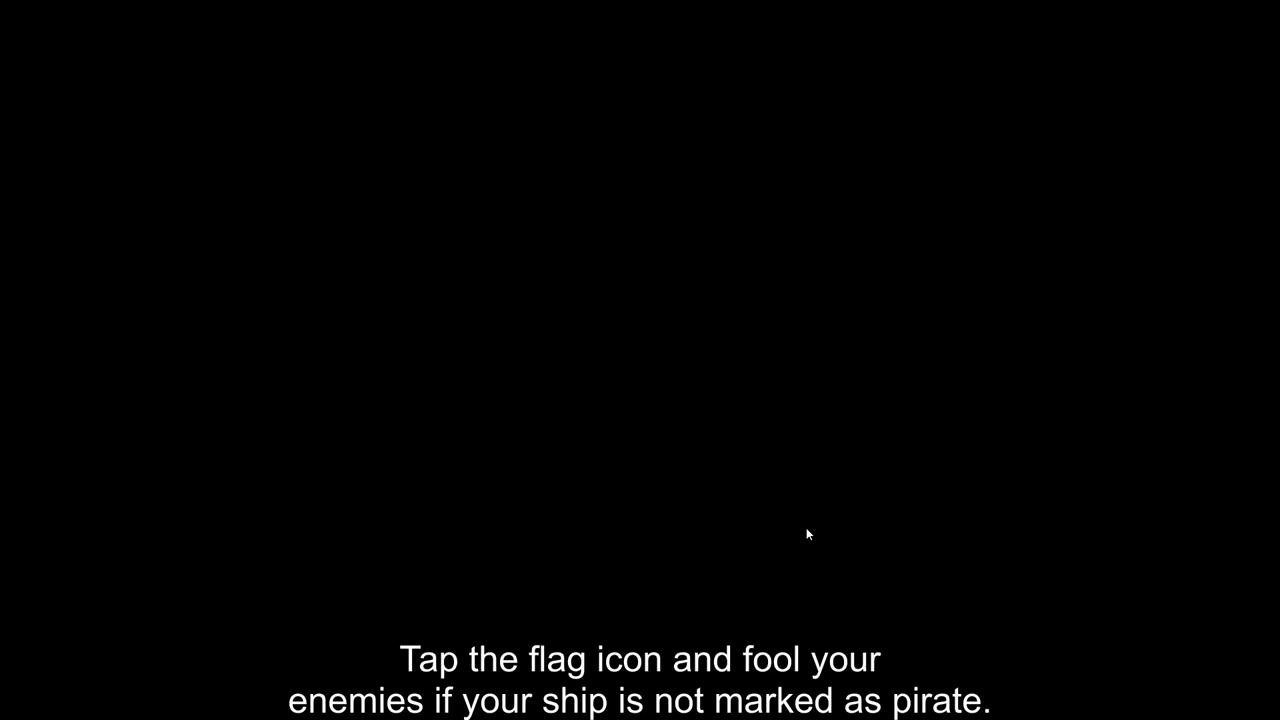 Tap the flag icon and fool your
enemies if your ship is not marked as pirate.